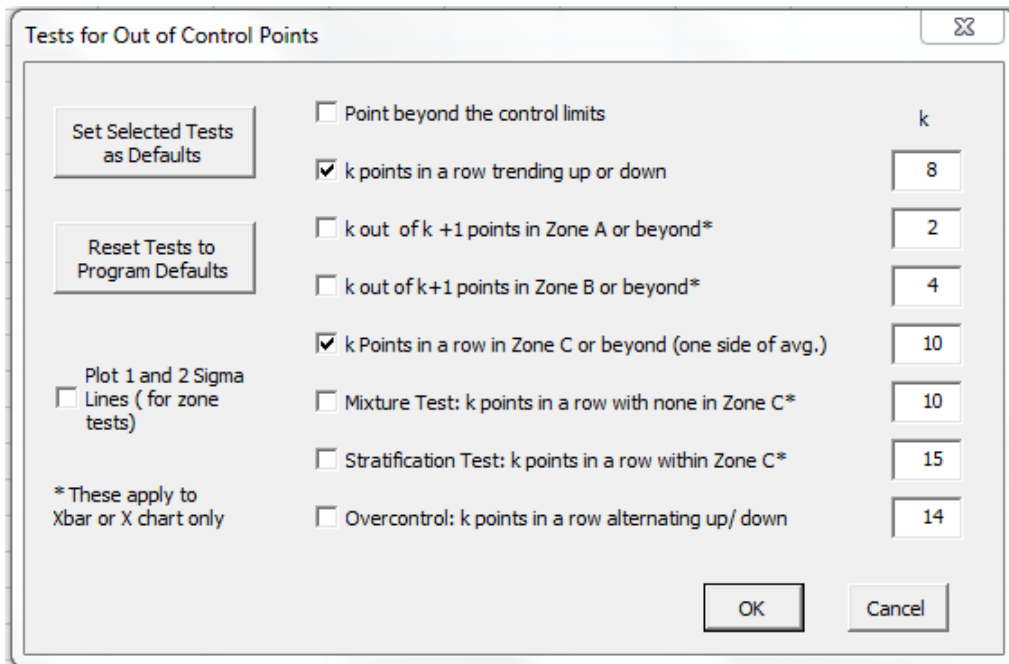 Tests for Out of Control Points
Set Selected Tests
as Defaults
Point beyond the control limits
k
k points in a row trending up or down
8
k out of k +1 points in Zone A or beyond*
2
Reset Tests to
Program Defaults
k out of k+1 points in Zone B or beyond*
4
k Points in a row in Zone C or beyond (one side of avg.)
10
Plot 1 and 2 Sigma
Lines ( for zone
tests)
Mixture Test: k points in a row with none in Zone C*
10
Stratification Test: k points in a row within Zone C*
15
* These apply to
Xbar or X chart only
Overcontrol: k points in a row alternating up/ down
14
OK
Cancel